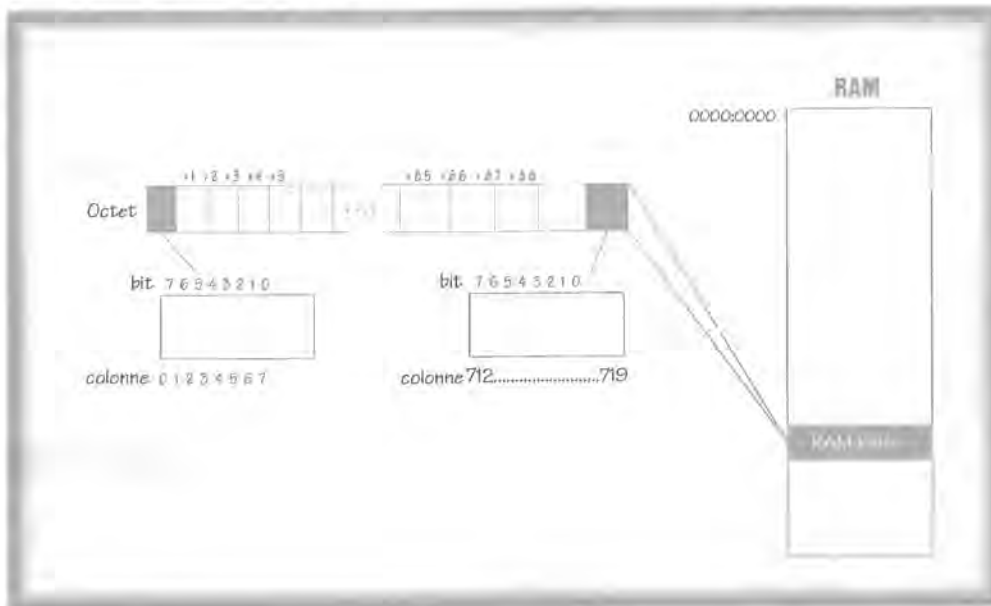 RAM
0000:0000
+1 +2 +3 +4 +5 +85 +86 +87 +88
Octet
bit 7 6 5 4 3 2 1 0 bit 7 6 5 4 3 2 1 0
colonne 0 1 2 3 4 5 6 7 colonne 712..........................719
RAM